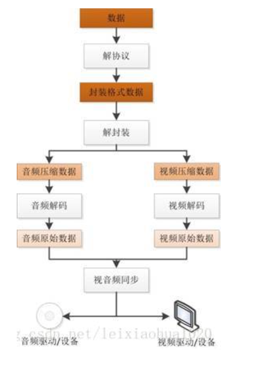 数据
解协议
封装格式数据
解封装
音频压缩数据 视频压缩数据
音频解码 视频解码
音频原始数据 视频原始数据
视音频同步
csdn.net/leixiaohua1020
音频驱动/设备 视频驱动/设备